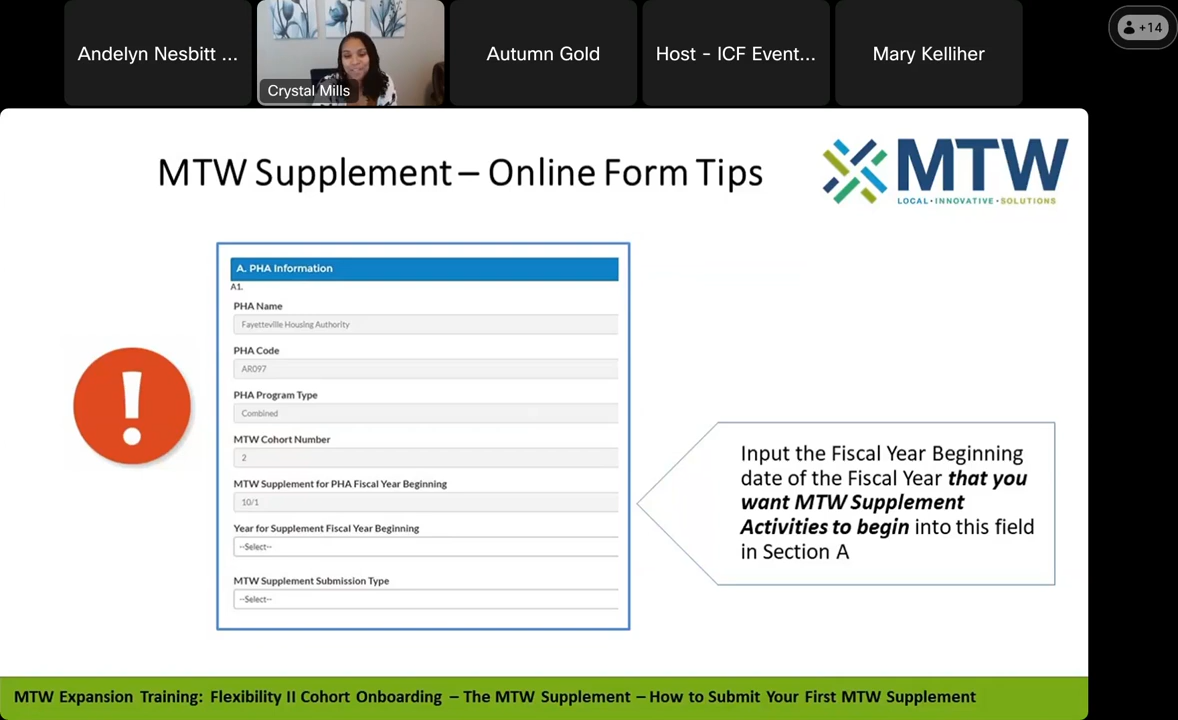 Andelyn Nesbitt ...
Crystal Mills
Autumn Gold
Host - ICF Event...
Mary Kelliher
+14
MTW Supplement – Online Form Tips
MTW
LOCAL • INNOVATIVE • SOLUTIONS
A. PHA Information
A1.
PHA Name
Fayetteville Housing Authority
PHA Code
AR097
PHA Program Type
Combined
MTW Cohort Number
2
MTW Supplement for PHA Fiscal Year Beginning
10/1
Year for Supplement Fiscal Year Beginning
--Select--
MTW Supplement Submission Type
--Select--
Input the Fiscal Year Beginning
date of the Fiscal Year that you
want MTW Supplement
Activities to begin into this field
in Section A
MTW Expansion Training: Flexibility II Cohort Onboarding – The MTW Supplement – How to Submit Your First MTW Supplement